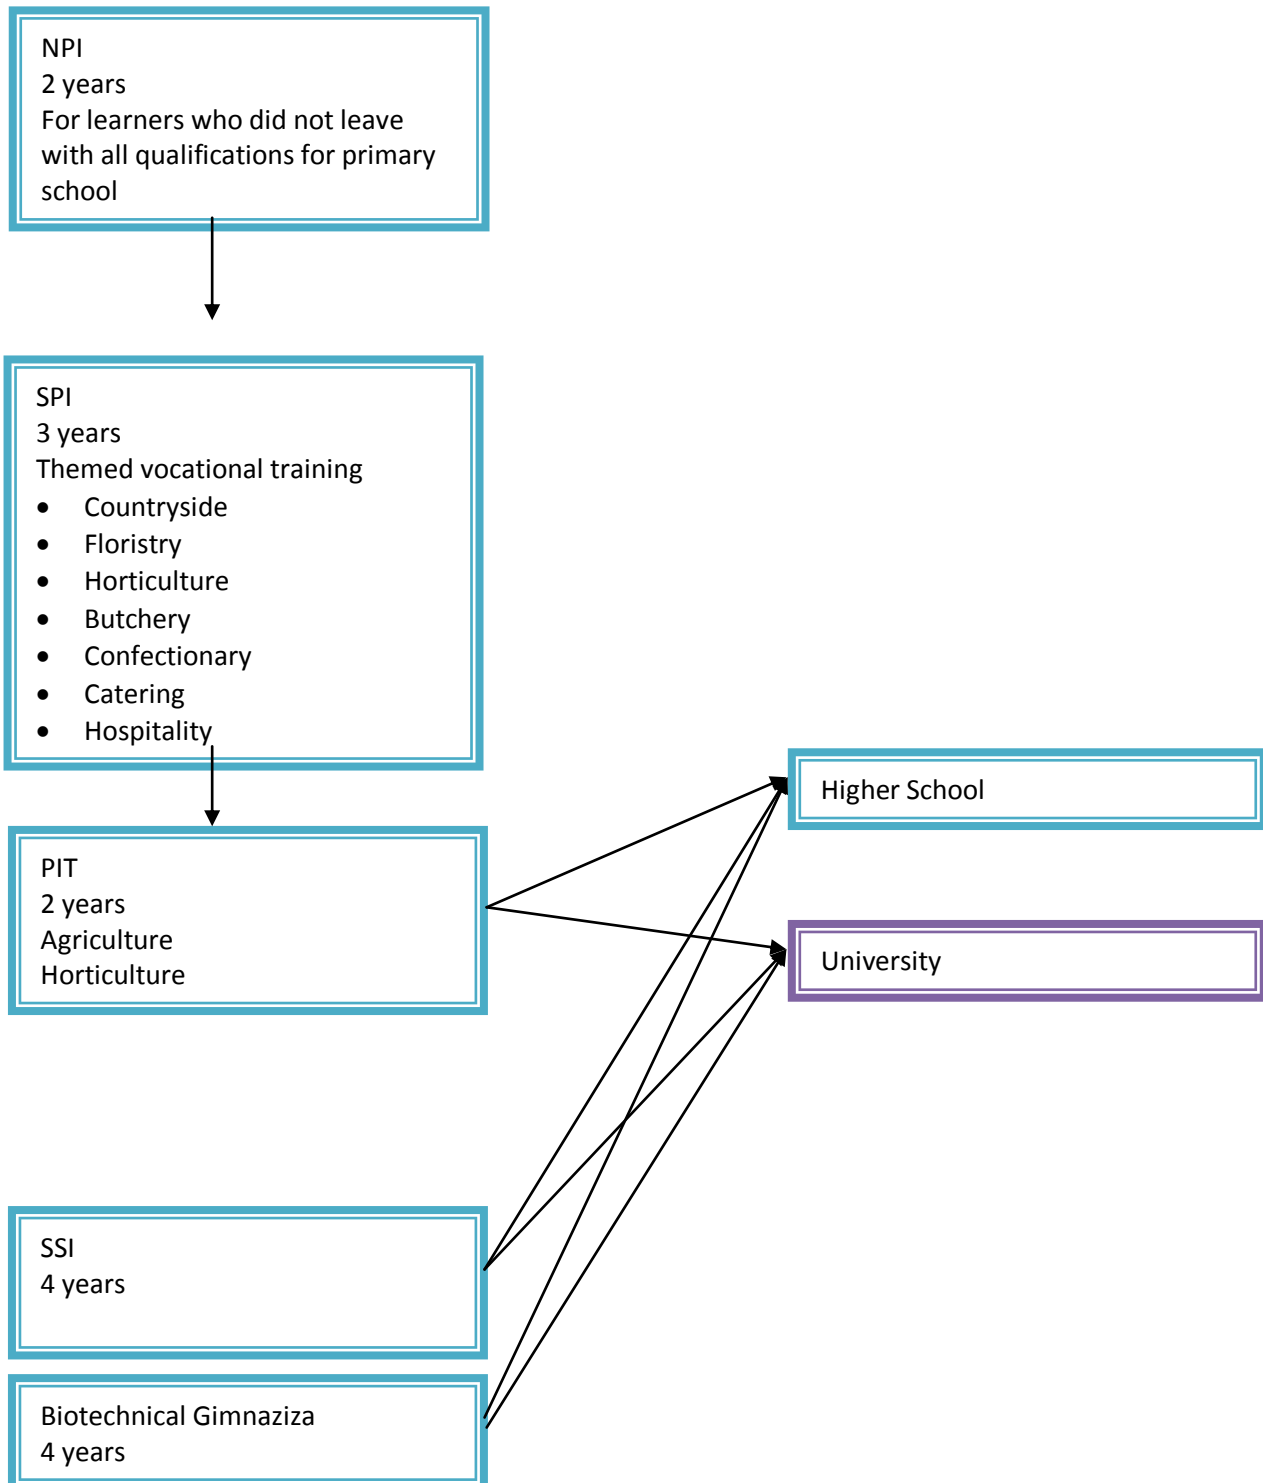 NPI
2 years
For learners who did not leave
with all qualifications for primary
school
SPI
3 years
Themed vocational training
• Countryside
• Floristry
• Horticulture
• Butchery
• Confectionary
• Catering
• Hospitality
Higher School
PIT
2 years
Agriculture
Horticulture
University
SSI
4 years
Biotechnical Gimnaziza
4 years